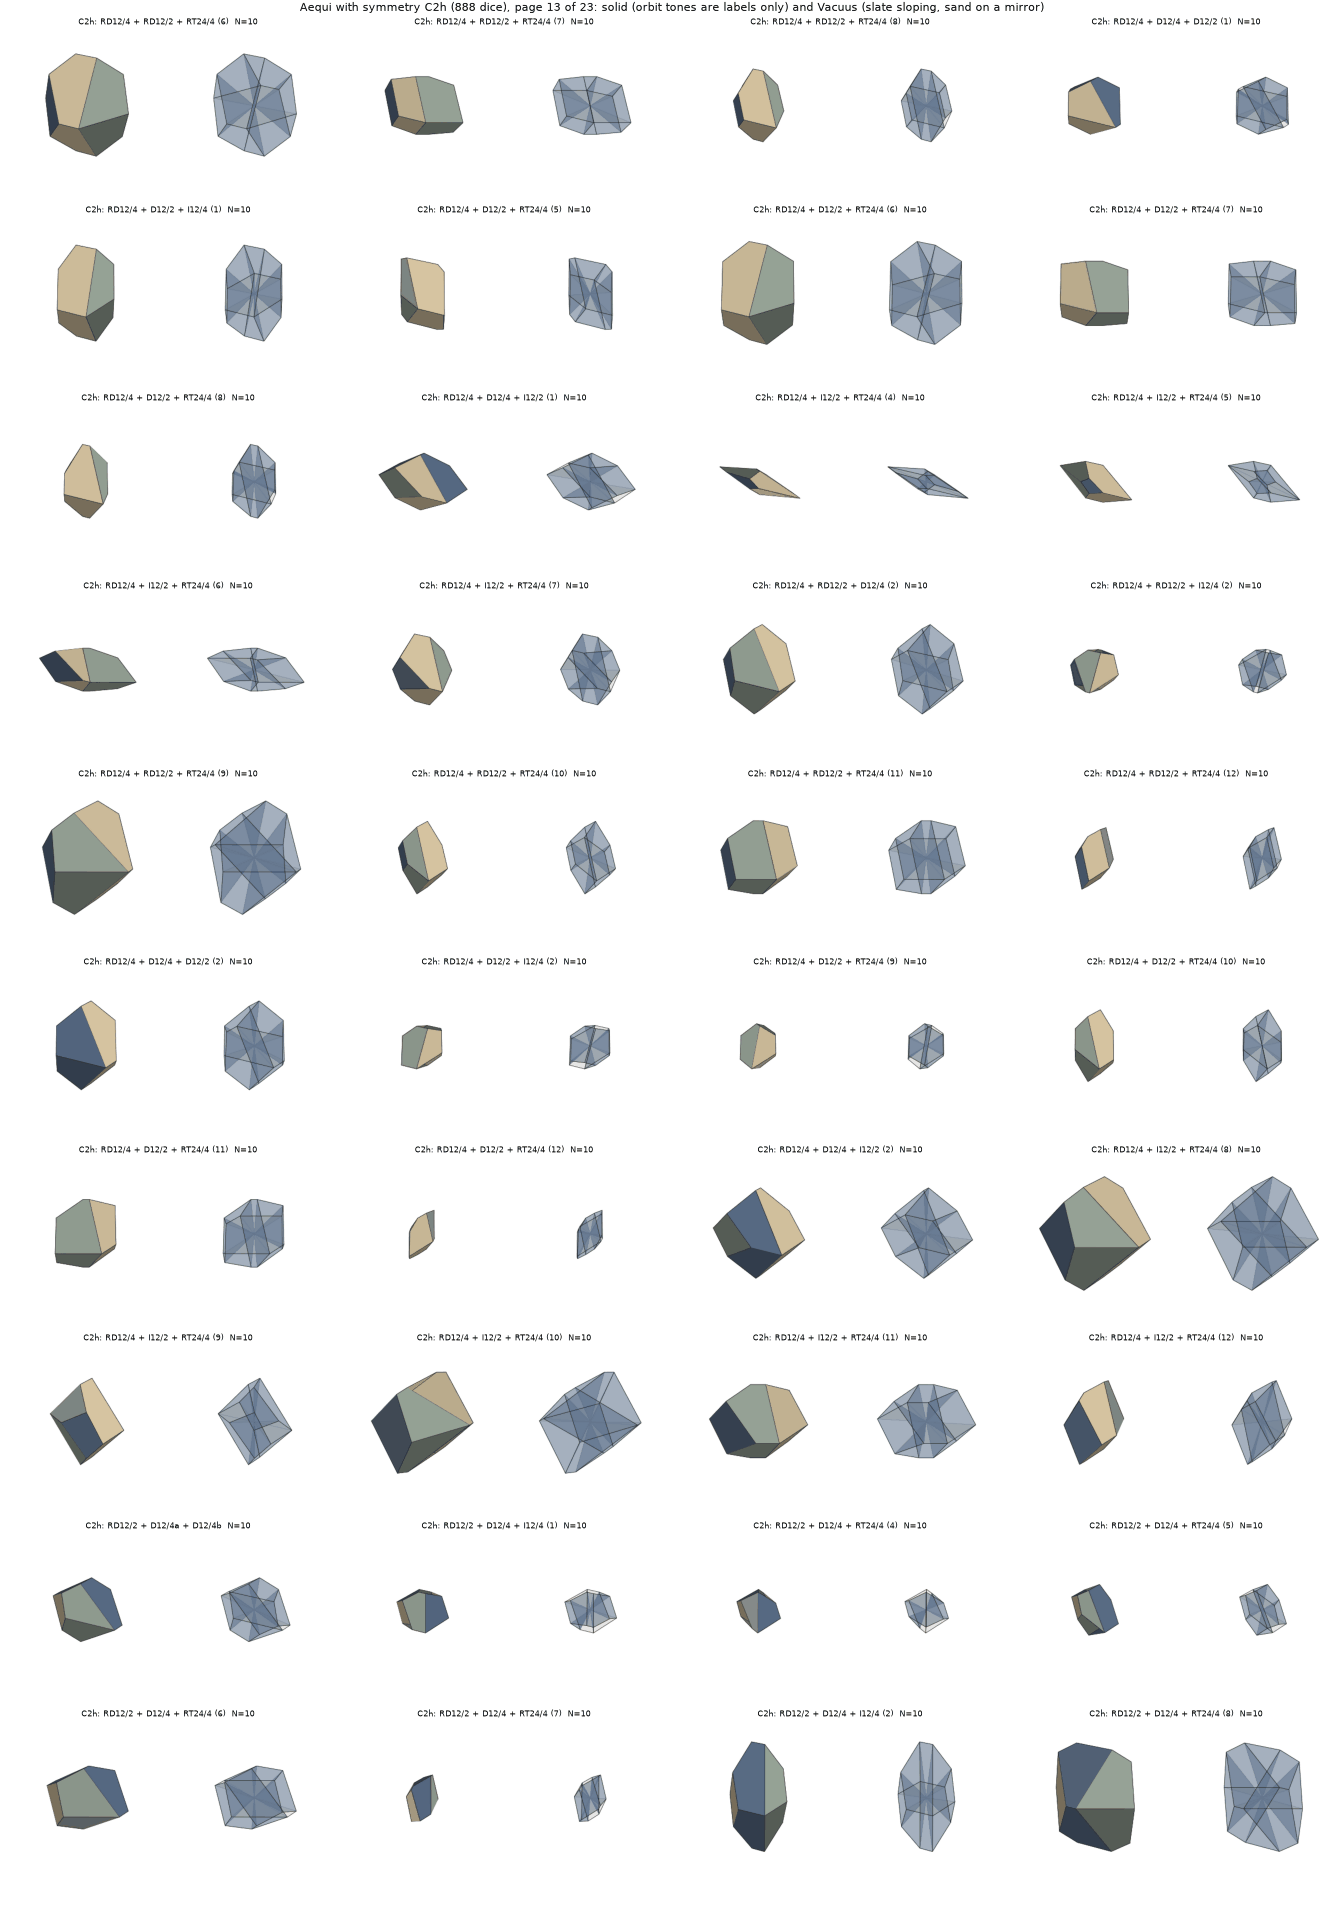 Aequi with symmetry C2h (888 dice), page 13 of 23: solid (orbit tones are labels only) and Vacuus (slate sloping, sand on a mirror)
C2h: RD12/4 + RD12/2 + RT24/4 (6) N=10
C2h: RD12/4 + RD12/2 + RT24/4 (7) N=10
C2h: RD12/4 + RD12/2 + RT24/4 (8) N=10
C2h: RD12/4 + D12/4 + D12/2 (1) N=10
C2h: RD12/4 + D12/2 + I12/4 (1) N=10
C2h: RD12/4 + D12/2 + RT24/4 (5) N=10
C2h: RD12/4 + D12/2 + RT24/4 (6) N=10
C2h: RD12/4 + D12/2 + RT24/4 (7) N=10
C2h: RD12/4 + D12/2 + RT24/4 (8) N=10
C2h: RD12/4 + D12/4 + I12/2 (1) N=10
C2h: RD12/4 + I12/2 + RT24/4 (4) N=10
C2h: RD12/4 + I12/2 + RT24/4 (5) N=10
C2h: RD12/4 + I12/2 + RT24/4 (6) N=10
C2h: RD12/4 + I12/2 + RT24/4 (7) N=10
C2h: RD12/4 + RD12/2 + D12/4 (2) N=10
C2h: RD12/4 + RD12/2 + I12/4 (2) N=10
C2h: RD12/4 + RD12/2 + RT24/4 (9) N=10
C2h: RD12/4 + RD12/2 + RT24/4 (10) N=10
C2h: RD12/4 + RD12/2 + RT24/4 (11) N=10
C2h: RD12/4 + RD12/2 + RT24/4 (12) N=10
C2h: RD12/4 + D12/4 + D12/2 (2) N=10
C2h: RD12/4 + D12/2 + I12/4 (2) N=10
C2h: RD12/4 + D12/2 + RT24/4 (9) N=10
C2h: RD12/4 + D12/2 + RT24/4 (10) N=10
C2h: RD12/4 + D12/2 + RT24/4 (11) N=10
C2h: RD12/4 + D12/2 + RT24/4 (12) N=10
C2h: RD12/4 + D12/4 + I12/2 (2) N=10
C2h: RD12/4 + I12/2 + RT24/4 (8) N=10
C2h: RD12/4 + I12/2 + RT24/4 (9) N=10
C2h: RD12/4 + I12/2 + RT24/4 (10) N=10
C2h: RD12/4 + I12/2 + RT24/4 (11) N=10
C2h: RD12/4 + I12/2 + RT24/4 (12) N=10
C2h: RD12/2 + D12/4a + D12/4b N=10
C2h: RD12/2 + D12/4 + I12/4 (1) N=10
C2h: RD12/2 + D12/4 + RT24/4 (4) N=10
C2h: RD12/2 + D12/4 + RT24/4 (5) N=10
C2h: RD12/2 + D12/4 + RT24/4 (6) N=10
C2h: RD12/2 + D12/4 + RT24/4 (7) N=10
C2h: RD12/2 + D12/4 + I12/4 (2) N=10
C2h: RD12/2 + D12/4 + RT24/4 (8) N=10